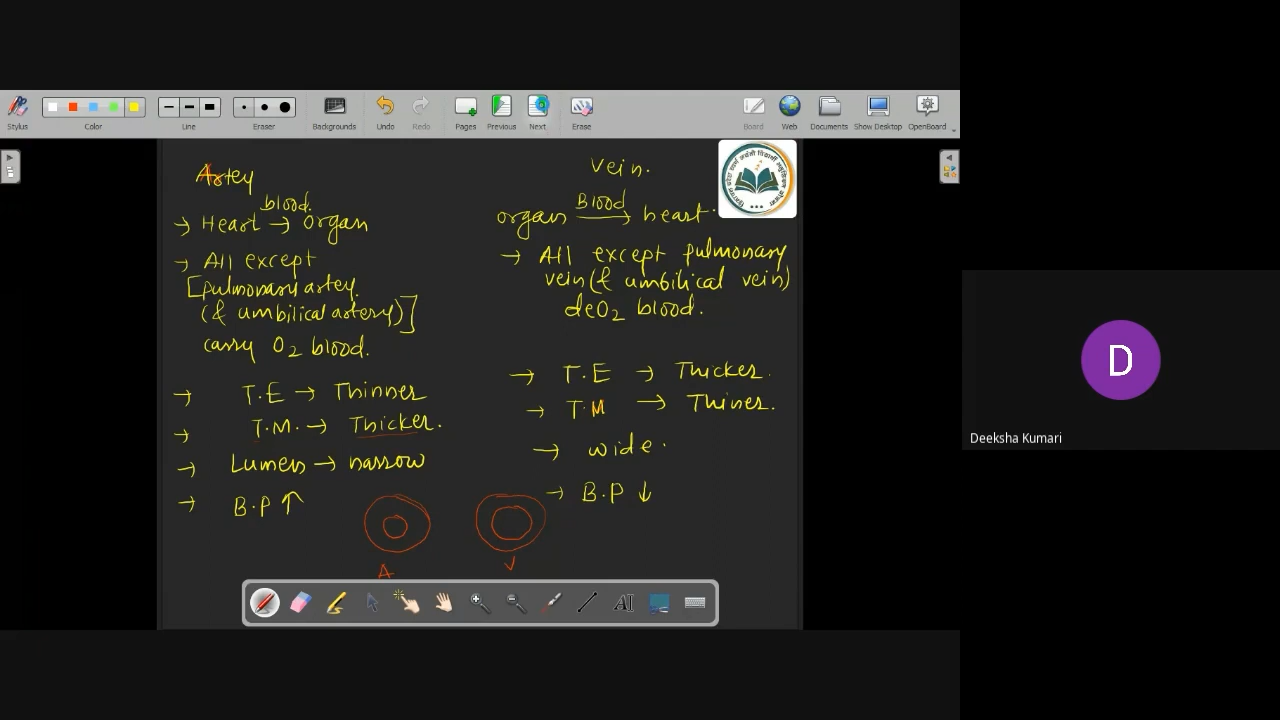 Stylus
Color
Line
Eraser
Backgrounds
Undo
Redo
Pages
Previous
Next
Erase
Board
Web
Documents
Show Desktop
OpenBoard
Artey
blood.
→ Heart → Organ
→ All except
[pulmonary artey
(& umbilical artery)]
carry O2 blood.
→ T.E → Thinner
→ T.M. → Thicker.
→ Lumen → narrow
→ B.P ↑
A
Vein.
Blood
organ → heart.
→ All except pulmonary
vein (& umbilical vein)
deO2 blood.
→ T.E → Thicker.
→ T.M → Thiner.
→ wide.
→ B.P ↓
V
D
Deeksha Kumari